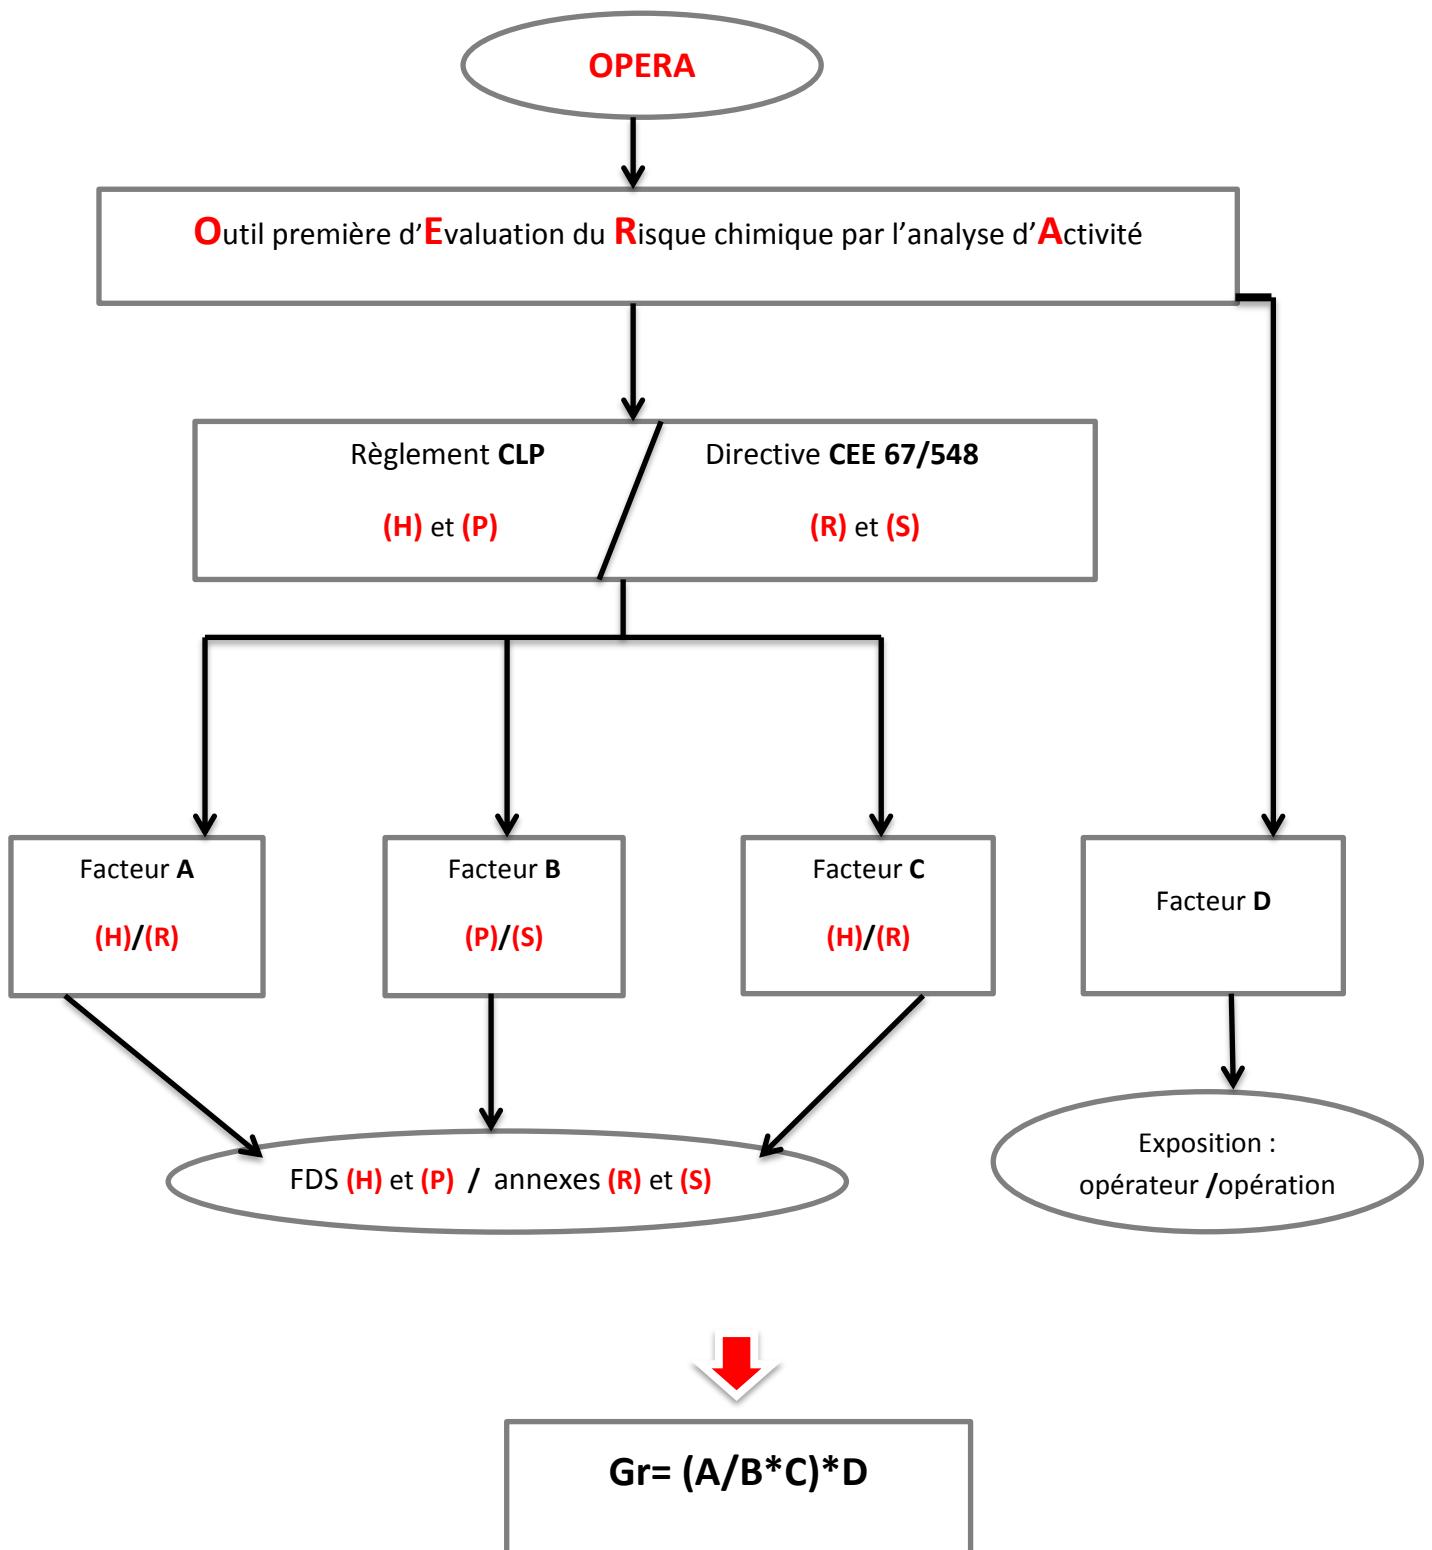 OPERA
Outil première d’Evaluation du Risque chimique par l’analyse d’Activité
Règlement CLP
Directive CEE 67/548
(H) et (P)
(R) et (S)
Facteur A
(H)/(R)
Facteur B
(P)/(S)
Facteur C
(H)/(R)
Facteur D
FDS (H) et (P) / annexes (R) et (S)
Exposition :
opérateur /opération
Gr= (A/B*C)*D